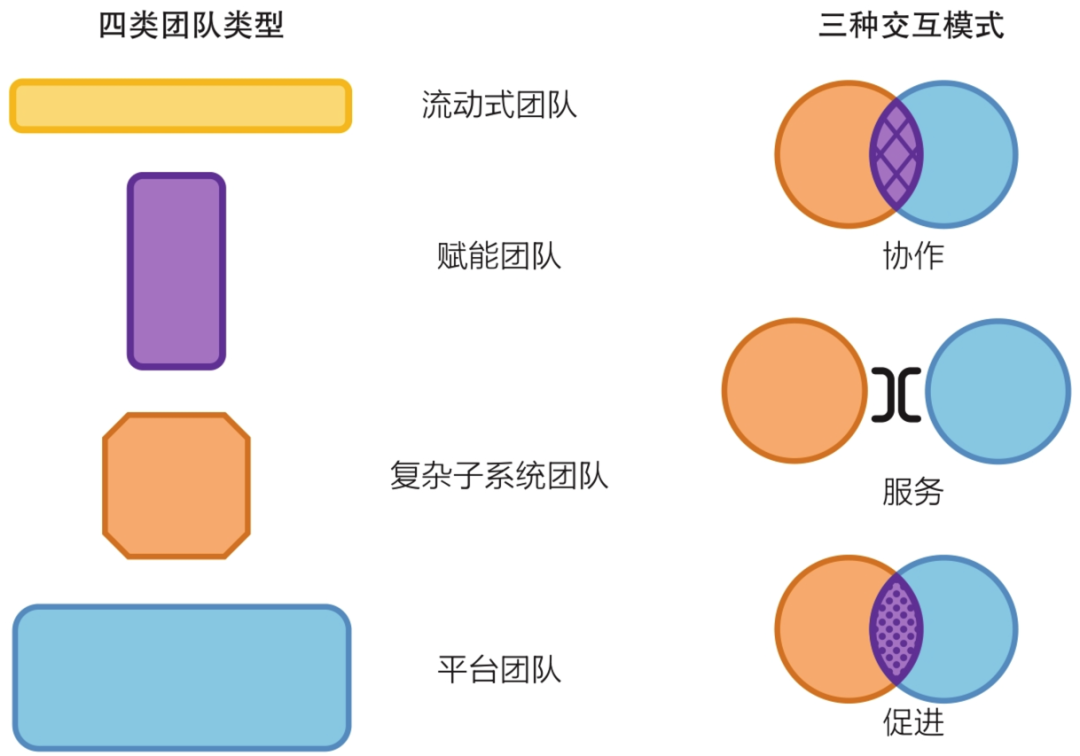 四类团队类型
流动式团队
赋能团队
复杂子系统团队
平台团队
三种交互模式
协作
服务
促进